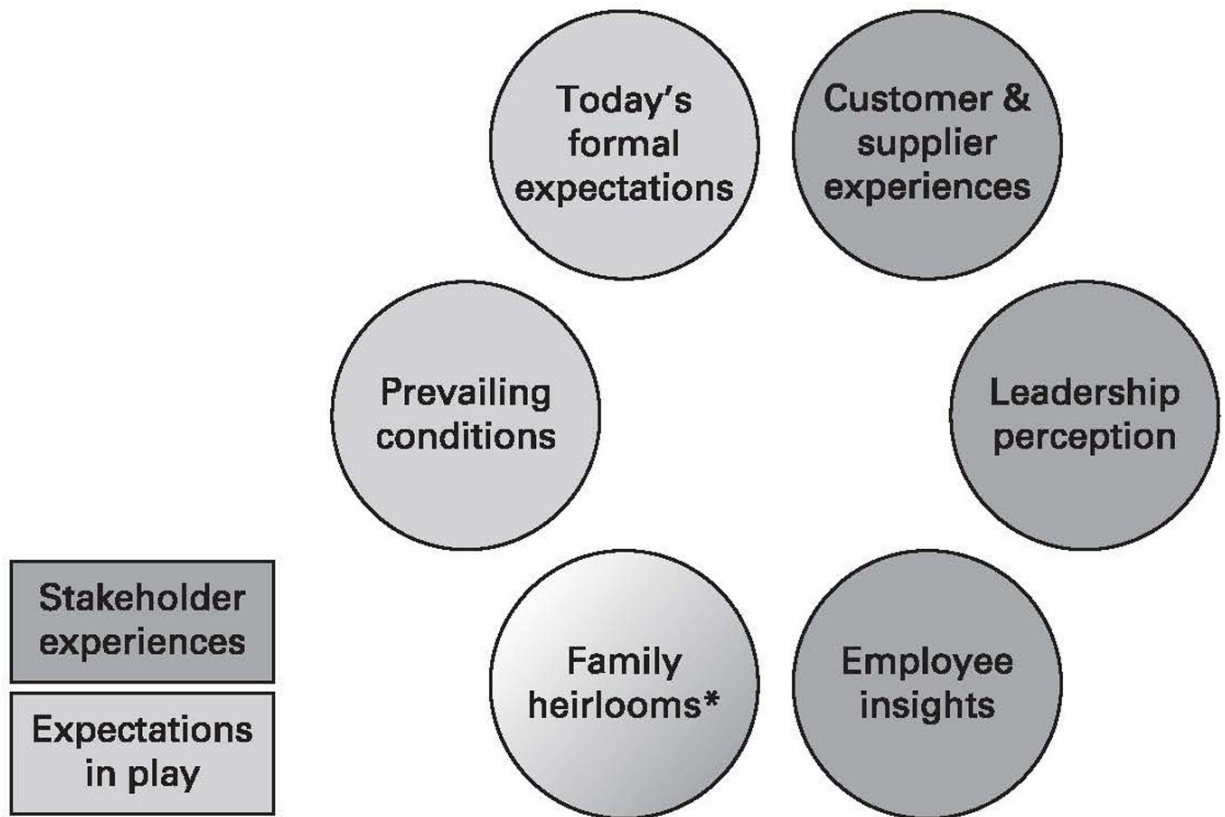 Today's
formal
expectations
Customer &
supplier
experiences
Prevailing
conditions
Leadership
perception
Family
heirlooms*
Employee
insights
Stakeholder
experiences
Expectations
in play